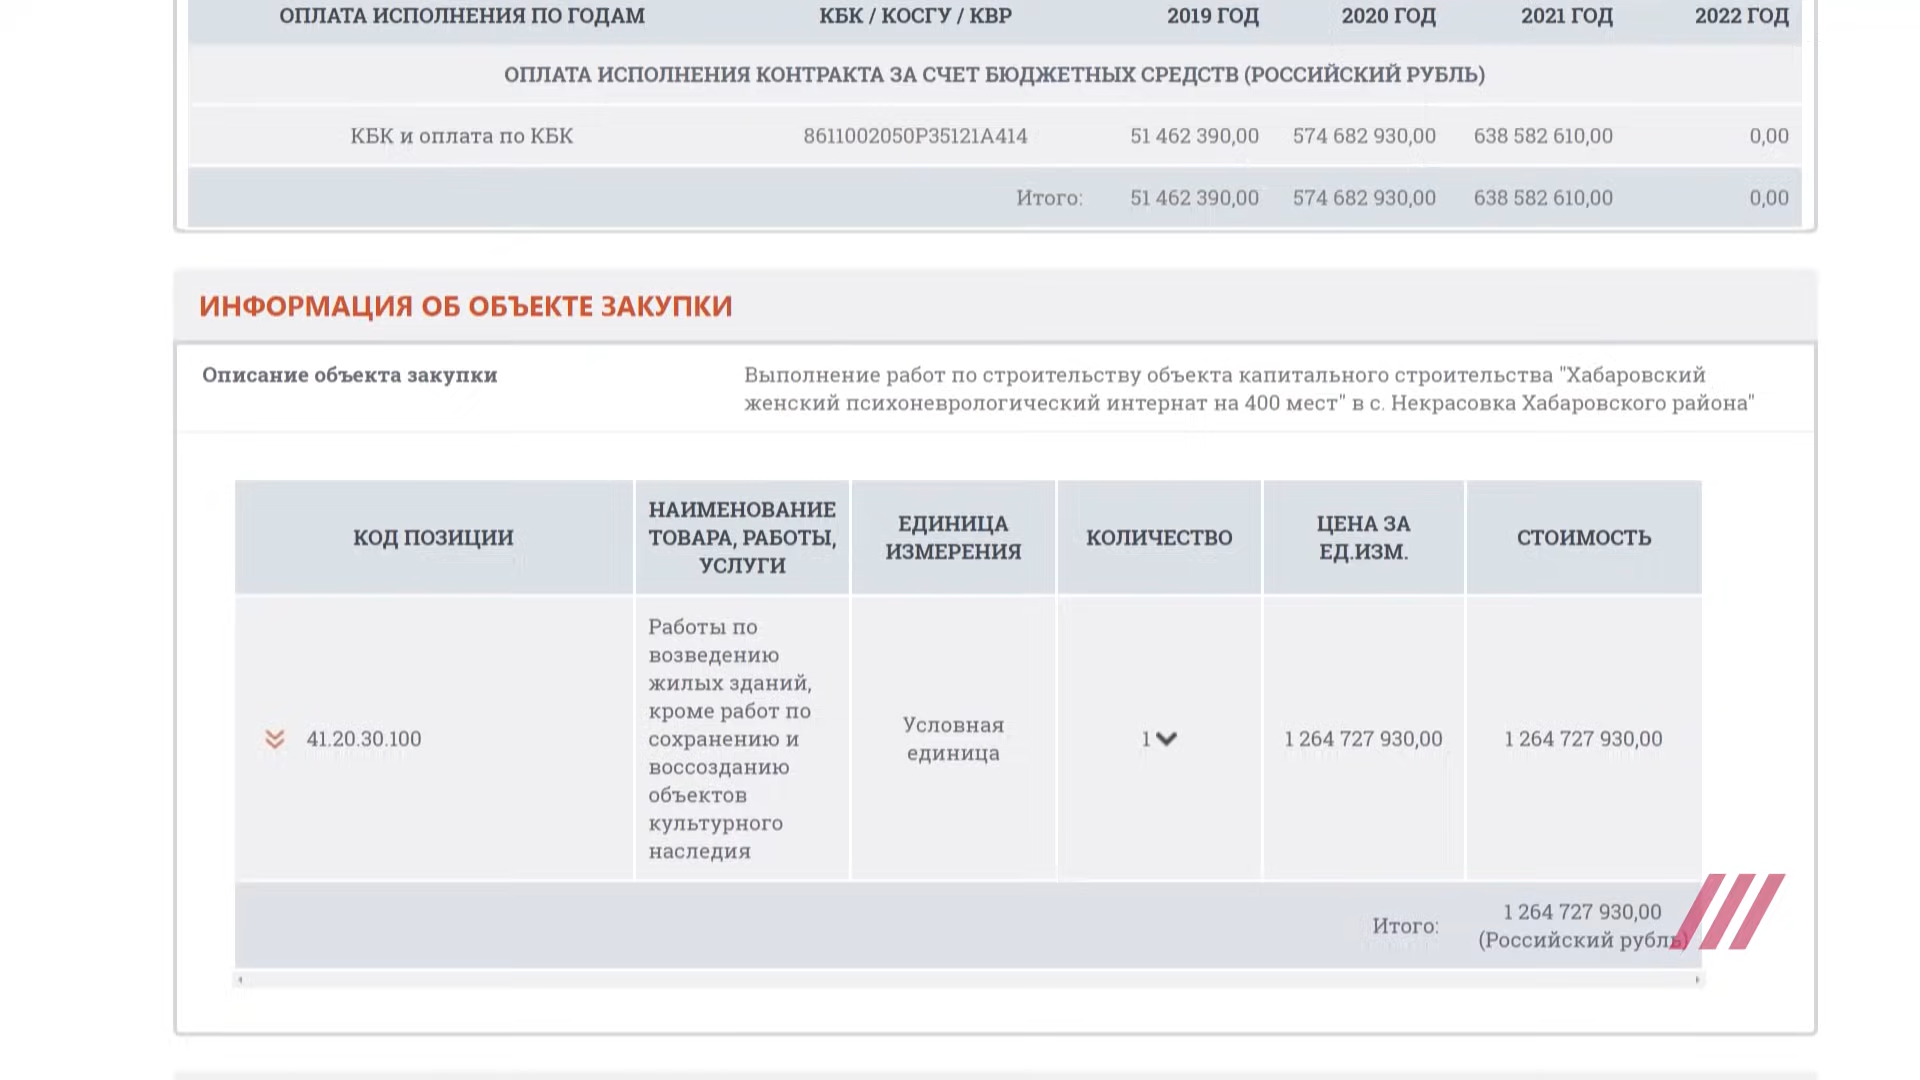 ОПЛАТА ИСПОЛНЕНИЯ ПО ГОДАМ КБК / КОСГУ / КВР 2019 ГОД 2020 ГОД 2021 ГОД 2022 ГОД
ОПЛАТА ИСПОЛНЕНИЯ КОНТРАКТА ЗА СЧЕТ БЮДЖЕТНЫХ СРЕДСТВ (РОССИЙСКИЙ РУБЛЬ)
КБК и оплата по КБК 8611002050P35121A414 51 462 390,00 574 682 930,00 638 582 610,00 0,00
Итого: 51 462 390,00 574 682 930,00 638 582 610,00 0,00
ИНФОРМАЦИЯ ОБ ОБЪЕКТЕ ЗАКУПКИ
Описание объекта закупки
Выполнение работ по строительству объекта капитального строительства "Хабаровский
женский психоневрологический интернат на 400 мест" в с. Некрасовка Хабаровского района"
КОД ПОЗИЦИИ
НАИМЕНОВАНИЕ
ТОВАРА, РАБОТЫ,
УСЛУГИ
ЕДИНИЦА
ИЗМЕРЕНИЯ
КОЛИЧЕСТВО
ЦЕНА ЗА
ЕД.ИЗМ.
СТОИМОСТЬ
41.20.30.100
Работы по
возведению
жилых зданий,
кроме работ по
сохранению и
воссозданию
объектов
культурного
наследия
Условная
единица
1
1 264 727 930,00
1 264 727 930,00
Итого:
1 264 727 930,00
(Российский рубль)